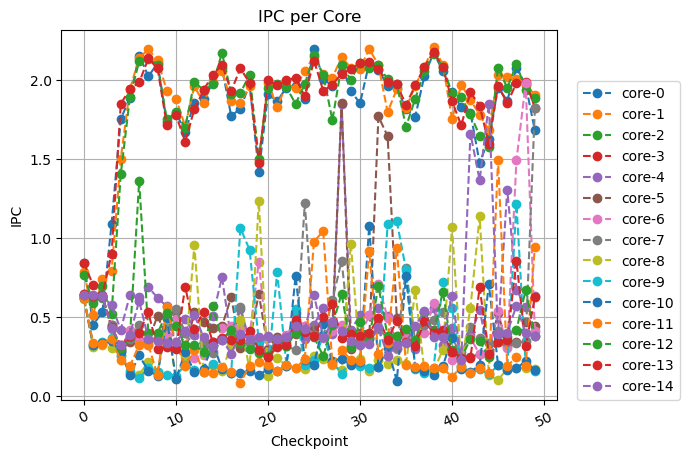 IPC per Core
IPC
2.0
1.5
1.0
0.5
0.0
0
10
20
30
40
50
Checkpoint
core-0
core-1
core-2
core-3
core-4
core-5
core-6
core-7
core-8
core-9
core-10
core-11
core-12
core-13
core-14